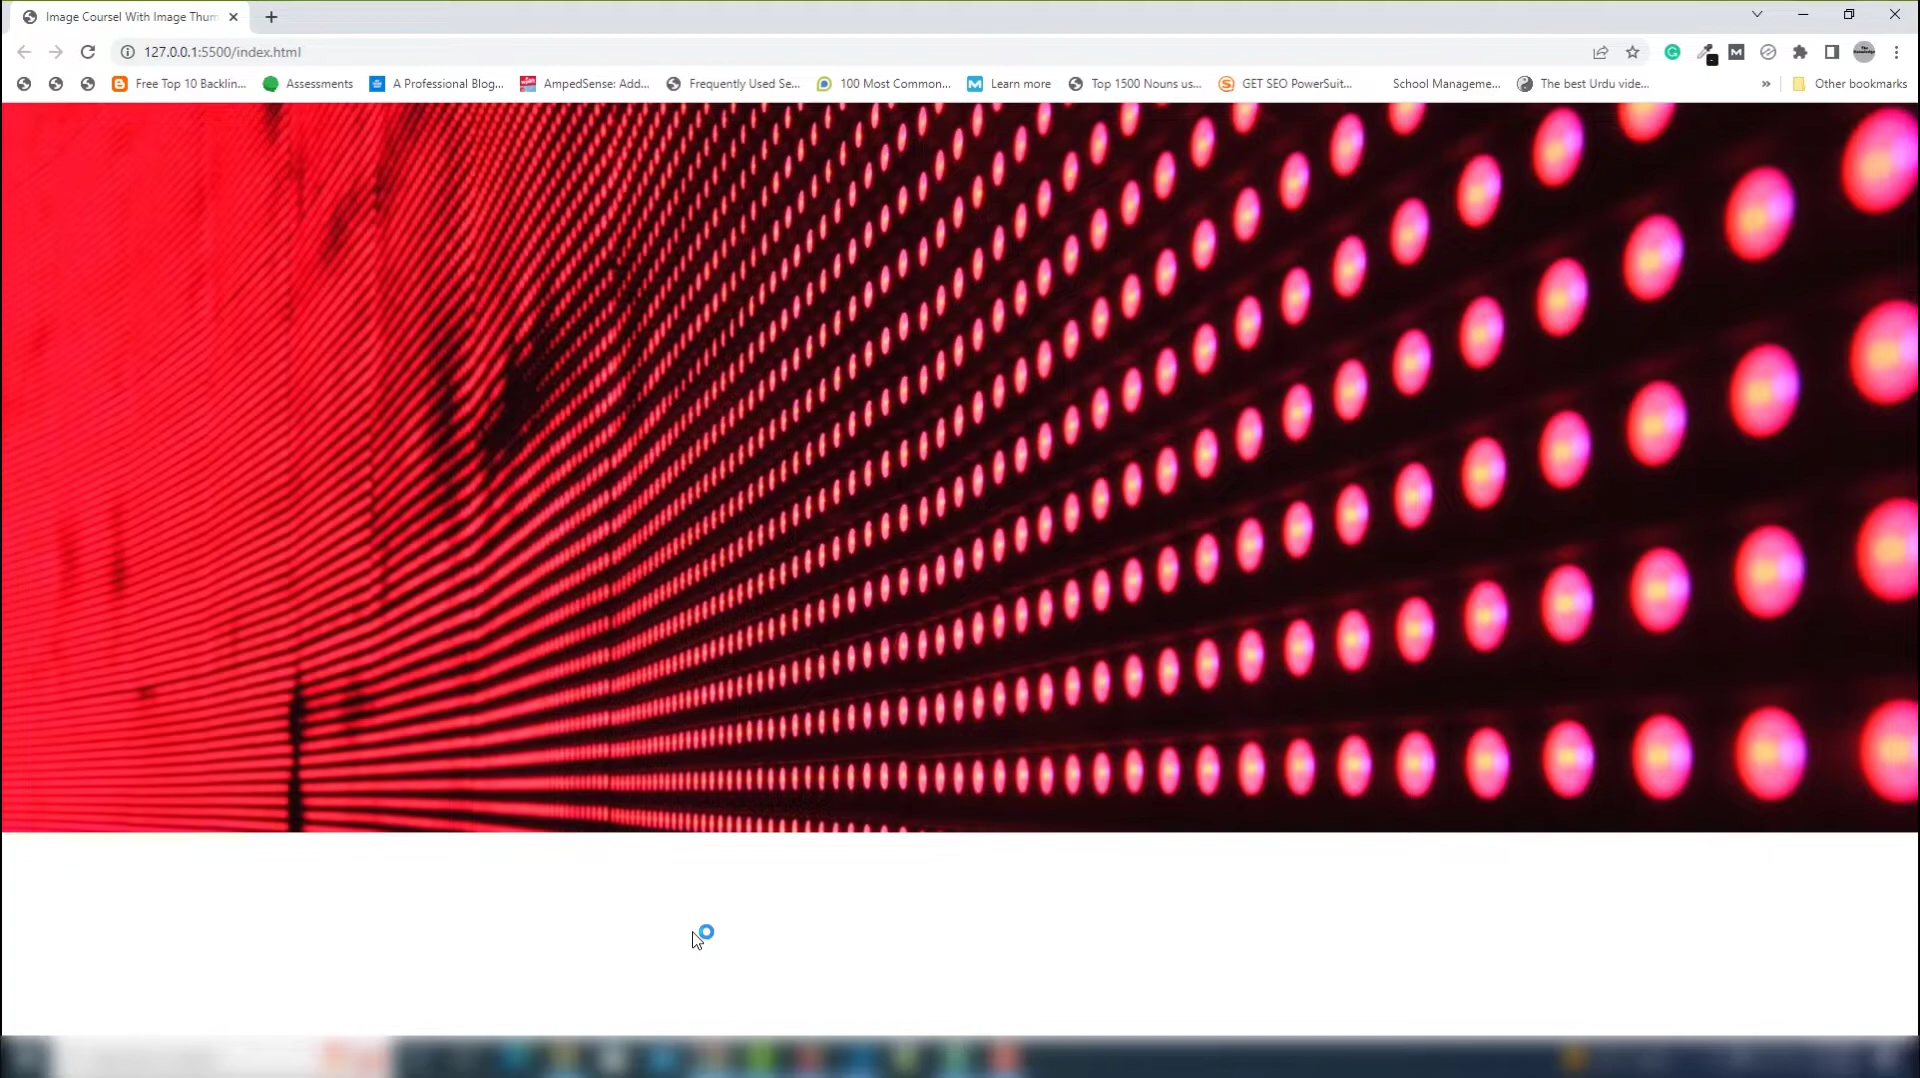 Image Coursel With Image Thum
127.0.0.1:5500/index.html
Free Top 10 Backlin... Assessments A Professional Blog... AmpedSense: Add... Frequently Used Se... 100 Most Common... Learn more Top 1500 Nouns us... GET SEO PowerSuit... School Manageme... The best Urdu vide... » Other bookmarks